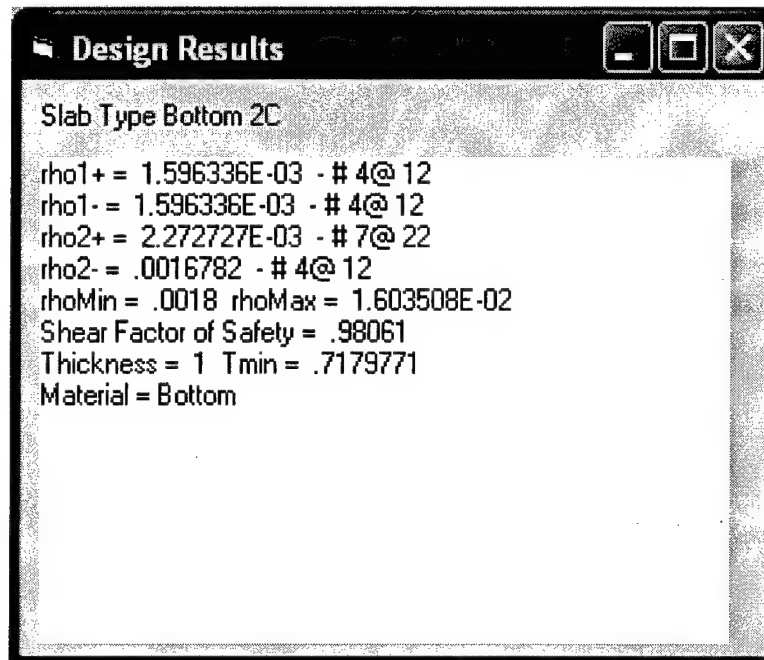 Design Results
Slab Type Bottom 2C
rho1+ = 1.596336E-03 - # 4@ 12
rho1- = 1.596336E-03 - # 4@ 12
rho2+ = 2.272727E-03 - # 7@ 22
rho2- = .0016782 - # 4@ 12
rhoMin = .0018 rhoMax = 1.603508E-02
Shear Factor of Safety = .98061
Thickness = 1 Tmin = .7179771
Material = Bottom